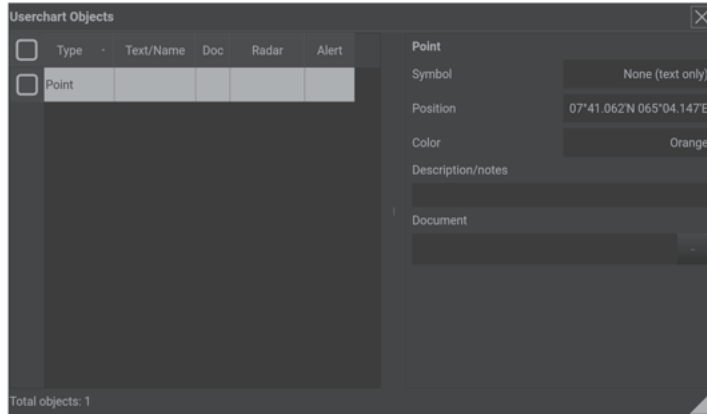 Userchart Objects
Type Text/Name Doc Radar Alert
Point
Point
Symbol None (text only)
Position 07°41.062'N 065°04.147'E
Color Orange
Description/notes
Document
Total objects: 1